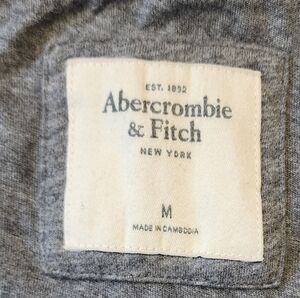 EST. 1892
Abercrombie
& Fitch
NEW YORK
M
MADE IN CAMBODIA